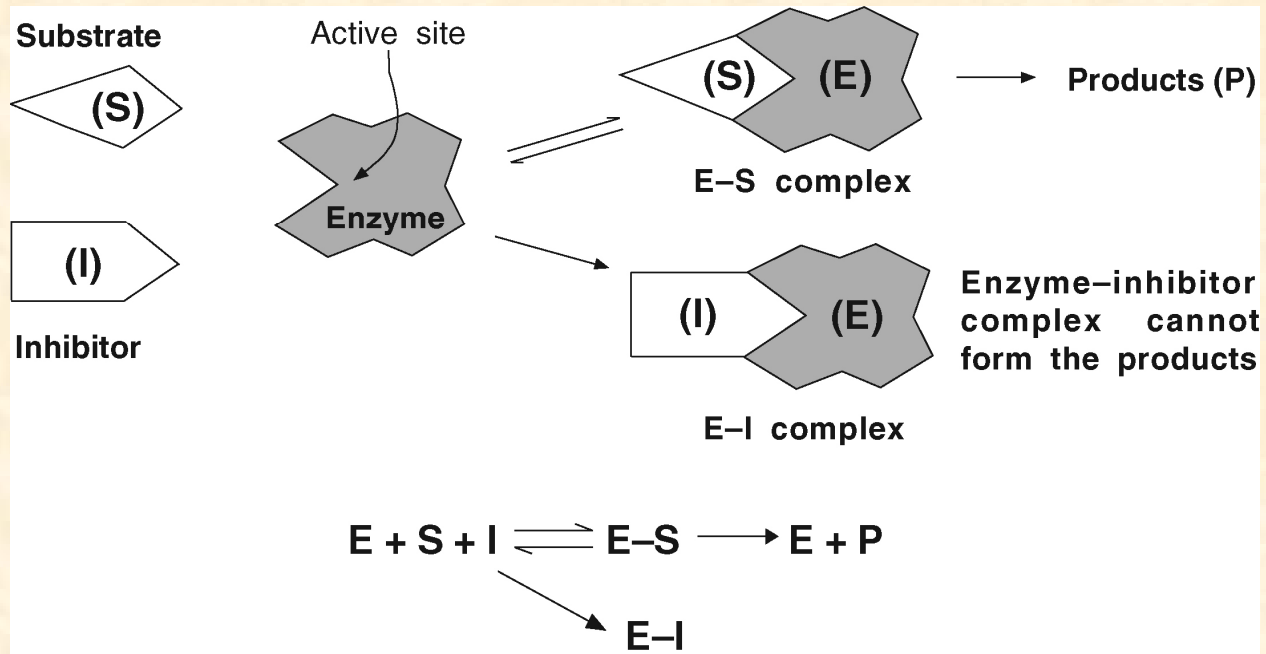 Substrate
(S)
Active site
Enzyme
(I)
Inhibitor
(S) (E)
Products (P)
E–S complex
(I) (E)
Enzyme–inhibitor
complex cannot
form the products
E–I complex
E + S + I ⇌ E–S → E + P
E–I